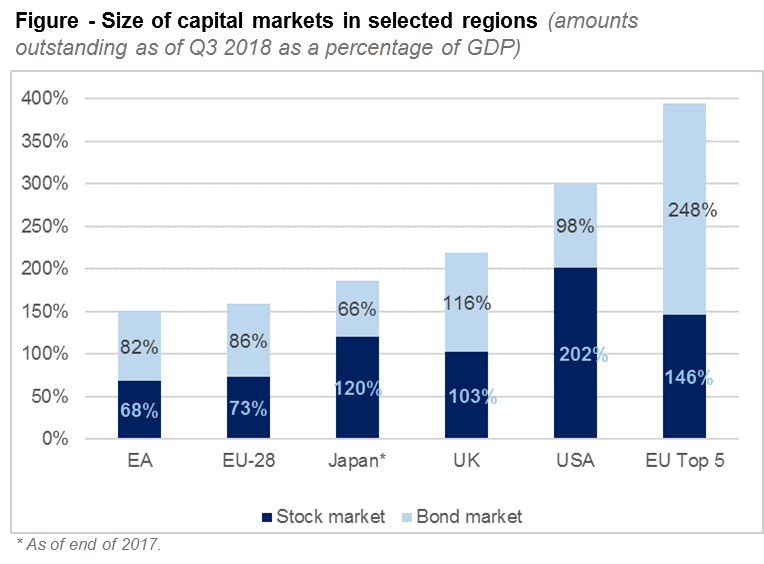 Figure - Size of capital markets in selected regions (amounts
outstanding as of Q3 2018 as a percentage of GDP)
400%
350%
300%
250%
200%
150%
100%
50%
0%
82% 86% 66% 116% 98% 248%
68% 73% 120% 103% 202% 146%
EA EU-28 Japan* UK USA EU Top 5
Stock market Bond market
* As of end of 2017.